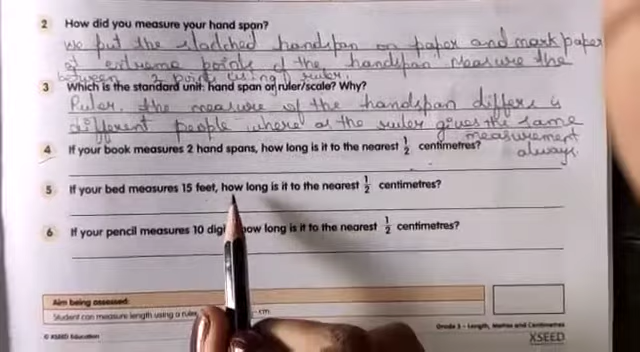 2 How did you measure your hand span?
We put the handspan on paper and mark paper
at extreme points of the handspan Measure the
between 2 points using ruler.
3 Which is the standard unit: hand span or ruler/scale? Why?
Ruler. the measure of the handspan differs is
different people where as the ruler gives the same
measurement
always.
4 If your book measures 2 hand spans, how long is it to the nearest 1/2 centimetres?
5 If your bed measures 15 feet, how long is it to the nearest 1/2 centimetres?
6 If your pencil measures 10 how long is it to the nearest 1/2 centimetres?
Aim being assessed:
Student can measure length using a cm
© XSEED Education
Grade 3 - Length, Metres and Centimetres
XSEED